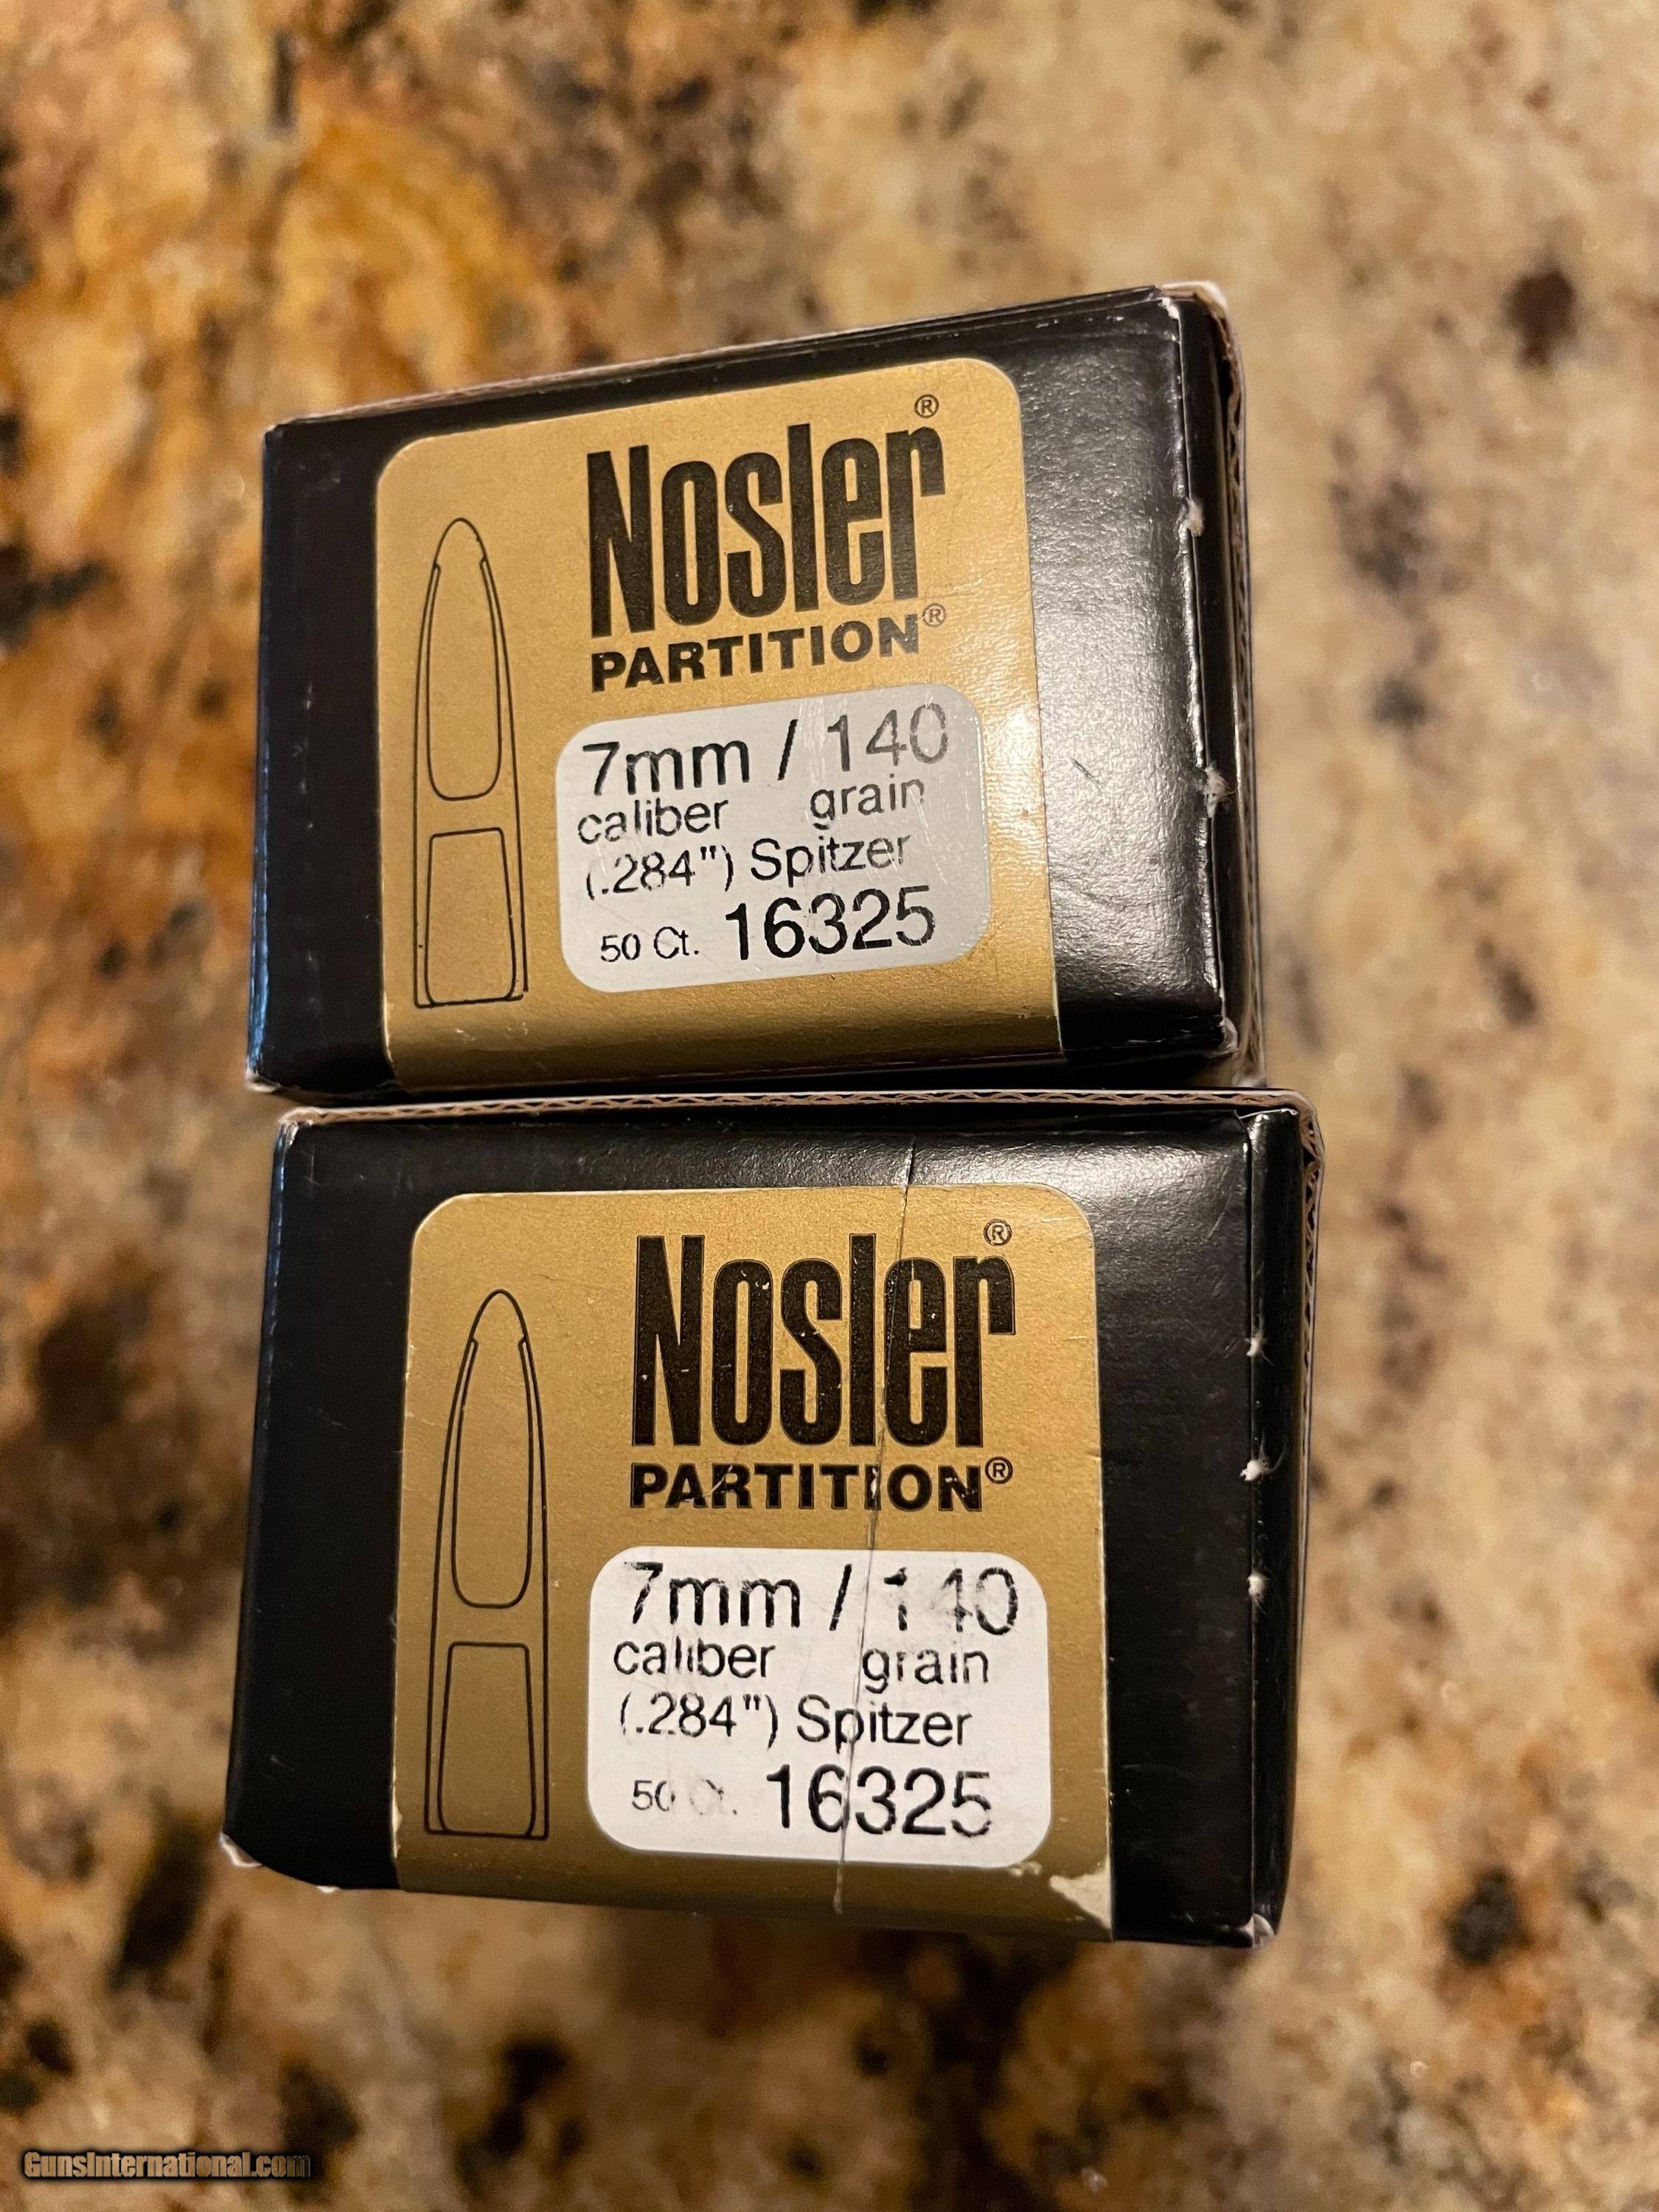 Nosler®
PARTITION®
7mm / 140
caliber grain
(.284") Spitzer
50 Ct. 16325
Nosler®
PARTITION®
7mm / 140
caliber grain
(.284") Spitzer
50 Ct. 16325
GunsInternational.com